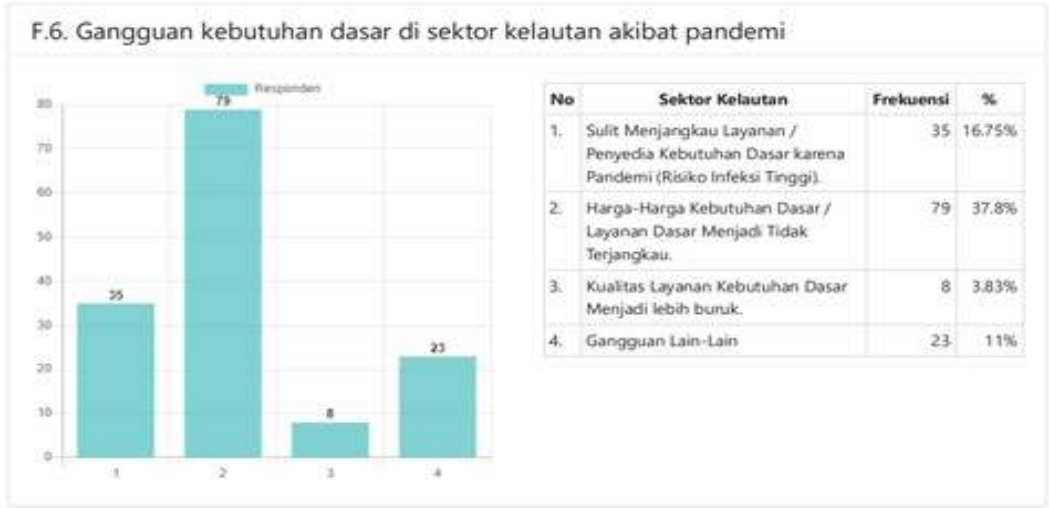 F.6. Gangguan kebutuhan dasar di sektor kelautan akibat pandemi
Responden
80
70
60
50
40
30
20
10
0
35
79
8
23
1
2
3
4
No Sektor Kelautan Frekuensi %
1. Sulit Menjangkau Layanan / 35 16.75%
Penyedia Kebutuhan Dasar karena
Pandemi (Risiko Infeksi Tinggi).
2. Harga-Harga Kebutuhan Dasar / 79 37.8%
Layanan Dasar Menjadi Tidak
Terjangkau.
3. Kualitas Layanan Kebutuhan Dasar 8 3.83%
Menjadi lebih buruk.
4. Gangguan Lain-Lain 23 11%